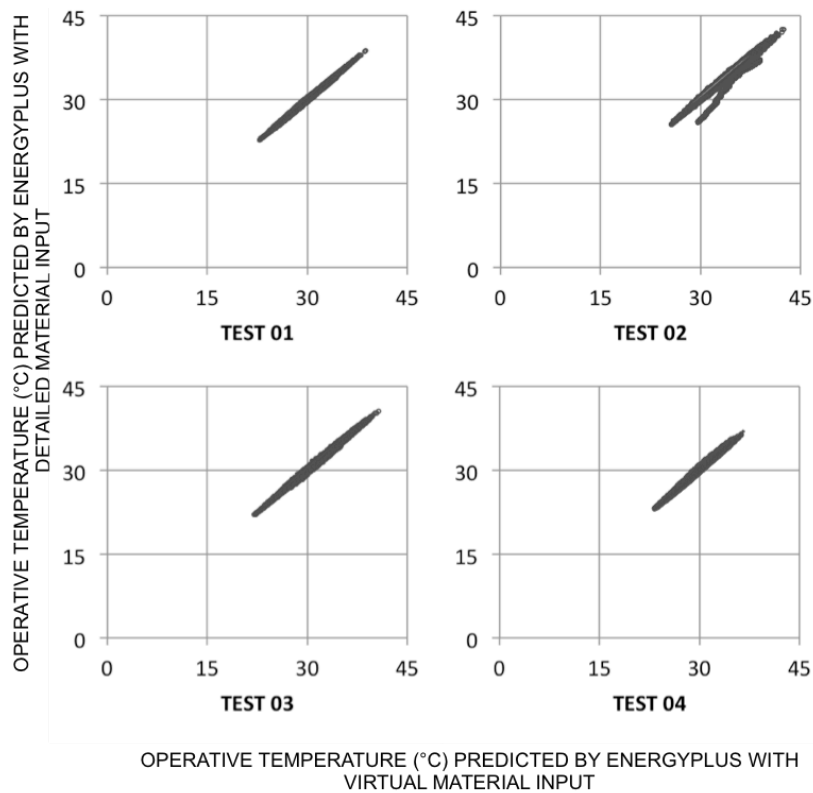 OPERATIVE TEMPERATURE (°C) PREDICTED BY ENERGYPLUS WITH
DETAILED MATERIAL INPUT
45
30
15
0
0 15 30 45
TEST 01
45
30
15
0
0 15 30 45
TEST 02
45
30
15
0
0 15 30 45
TEST 03
45
30
15
0
0 15 30 45
TEST 04
OPERATIVE TEMPERATURE (°C) PREDICTED BY ENERGYPLUS WITH
VIRTUAL MATERIAL INPUT